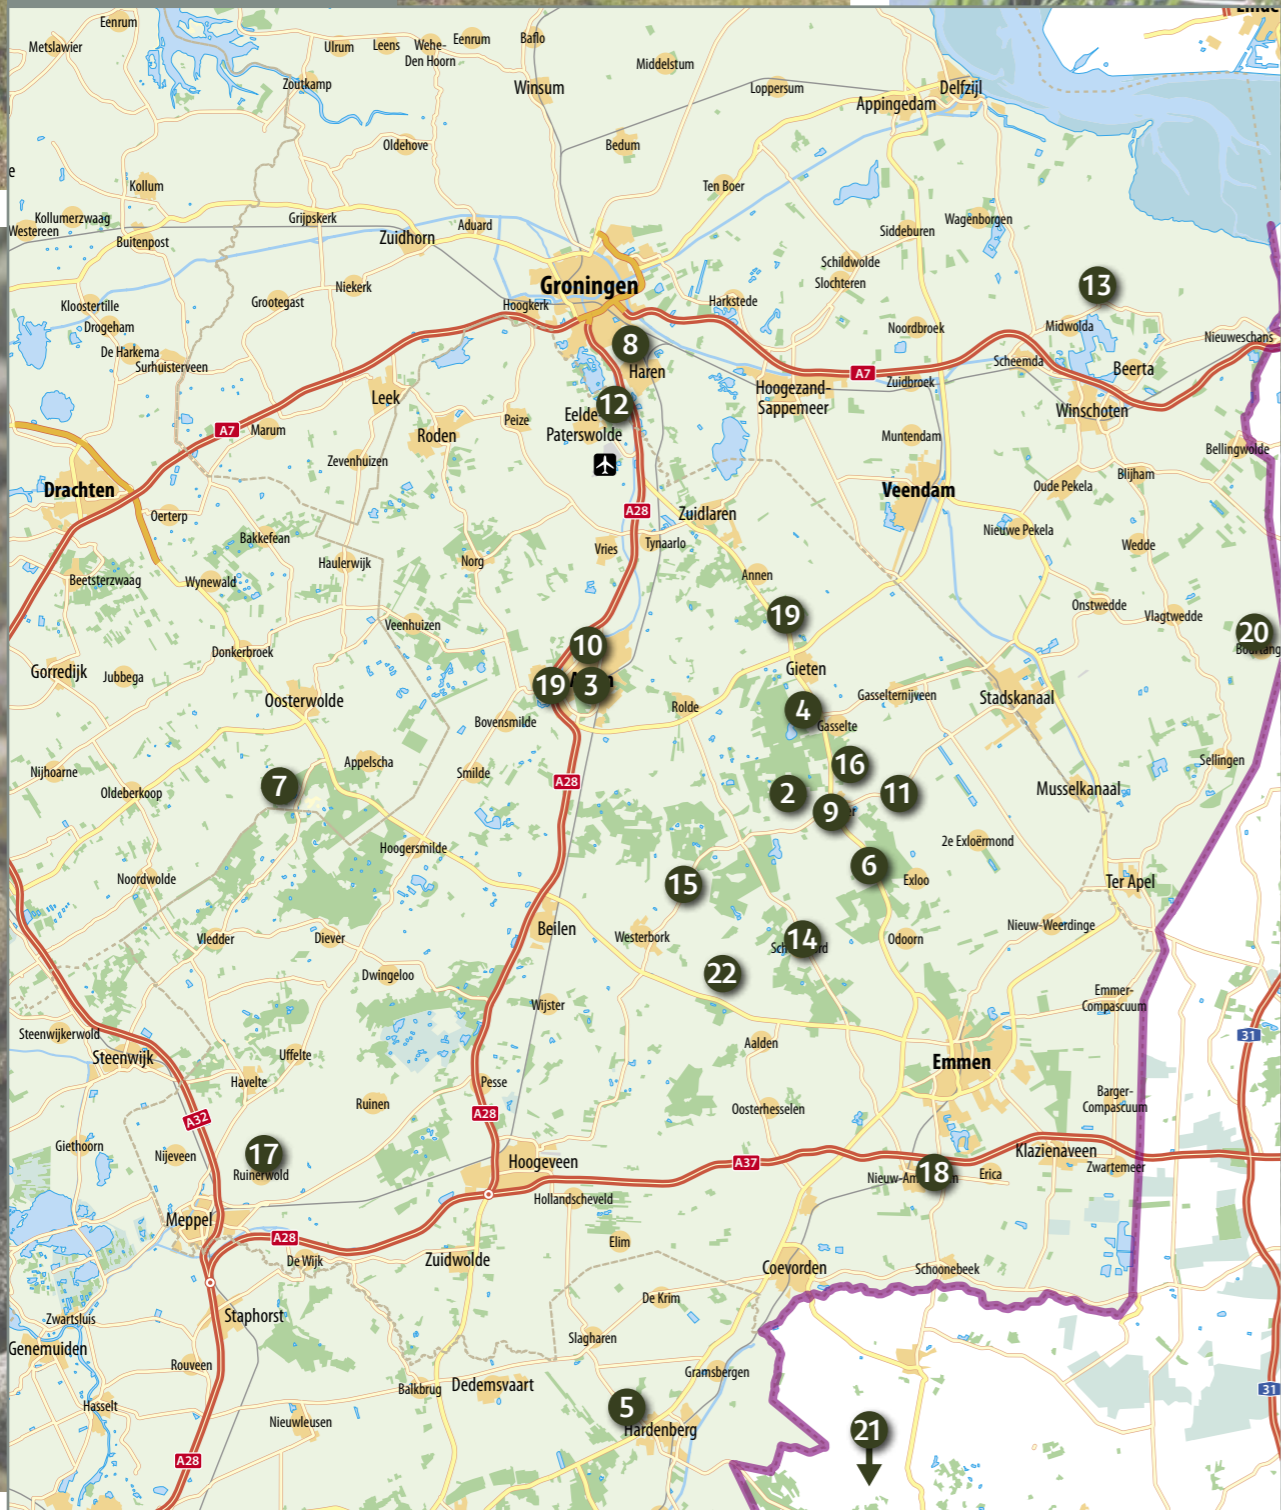 Eenrum
Metslawier
Ulrum
Leens
Wehe-
Den Hoorn
Eenrum
Baflo
Middelstum
Zoutkamp
Winsum
Loppersum
Delfzijl
Appingedam
Oldehove
Bedum
Kollum
Ten Boer
Kollumerzwaag
Westereen
Buitenpost
Grijpskerk
Aduard
Zuidhorn
Wagenborgen
Siddeburen
Schildwolde
Slochteren
Niekerk
Grootegast
Groningen
Hoogkerk
Harkstede
13
Kloostertille
Drogeham
De Harkema
Surhuisterveen
Noordbroek
Midwolda
Nieuweschans
8
Haren
Scheemda
Beerta
A7
Zuidbroek
Hoogezand-
Sappemeer
Leek
12
Eelde
Paterswolde
Peize
Roden
Winschoten
A7
Marum
Muntendam
Zevenhuizen
Bellingwolde
Drachten
Veendam
Oude Pekela
Blijham
Oerterp
A28
Zuidlaren
Nieuwe Pekela
Bakkefean
Haulerwijk
Norg
Vries
Tynaarlo
Wedde
Beetsterzwaag
Wynewald
Annen
Onstwedde
Vlagtwedde
Veenhuizen
19
10
20
Donkerbroek
Gorredijk
Jubbega
Gieten
19
3
Oosterwolde
Rolde
Gasselternijveen
Stadskanaal
Bovensmilde
4
Gasselte
Nijhoarne
Appelscha
Smilde
16
Sellingen
7
Oldeberkoop
A28
2
11
Musselkanaal
9
Hoogersmilde
2e Exloërmond
6
Exloo
Noordwolde
15
Ter Apel
Vledder
Diever
Beilen
Westerbork
14
Odoorn
Nieuw-Weerdinge
Dwingeloo
22
Wijster
Emmer-
Compascuum
Steenwijkerwold
Steenwijk
Uffelte
Aalden
31
Emmen
Havelte
Pesse
Ruinen
Oosterhesselen
Barger-
Compascuum
A32
A28
Giethoorn
Nijeveen
17
Ruinerwold
Hoogeveen
A37
Klazienaveen
Zwartemeer
18
Erica
Hollandscheveld
Meppel
A28
De Wijk
Zuidwolde
Elim
Coevorden
Schoonebeek
De Krim
Zwartsluis
Staphorst
Slagharen
Genemuiden
Rouveen
Gramsbergen
Balkbrug
Dedemsvaart
31
Hasselt
Nieuwleusen
5
Hardenberg
21
A28